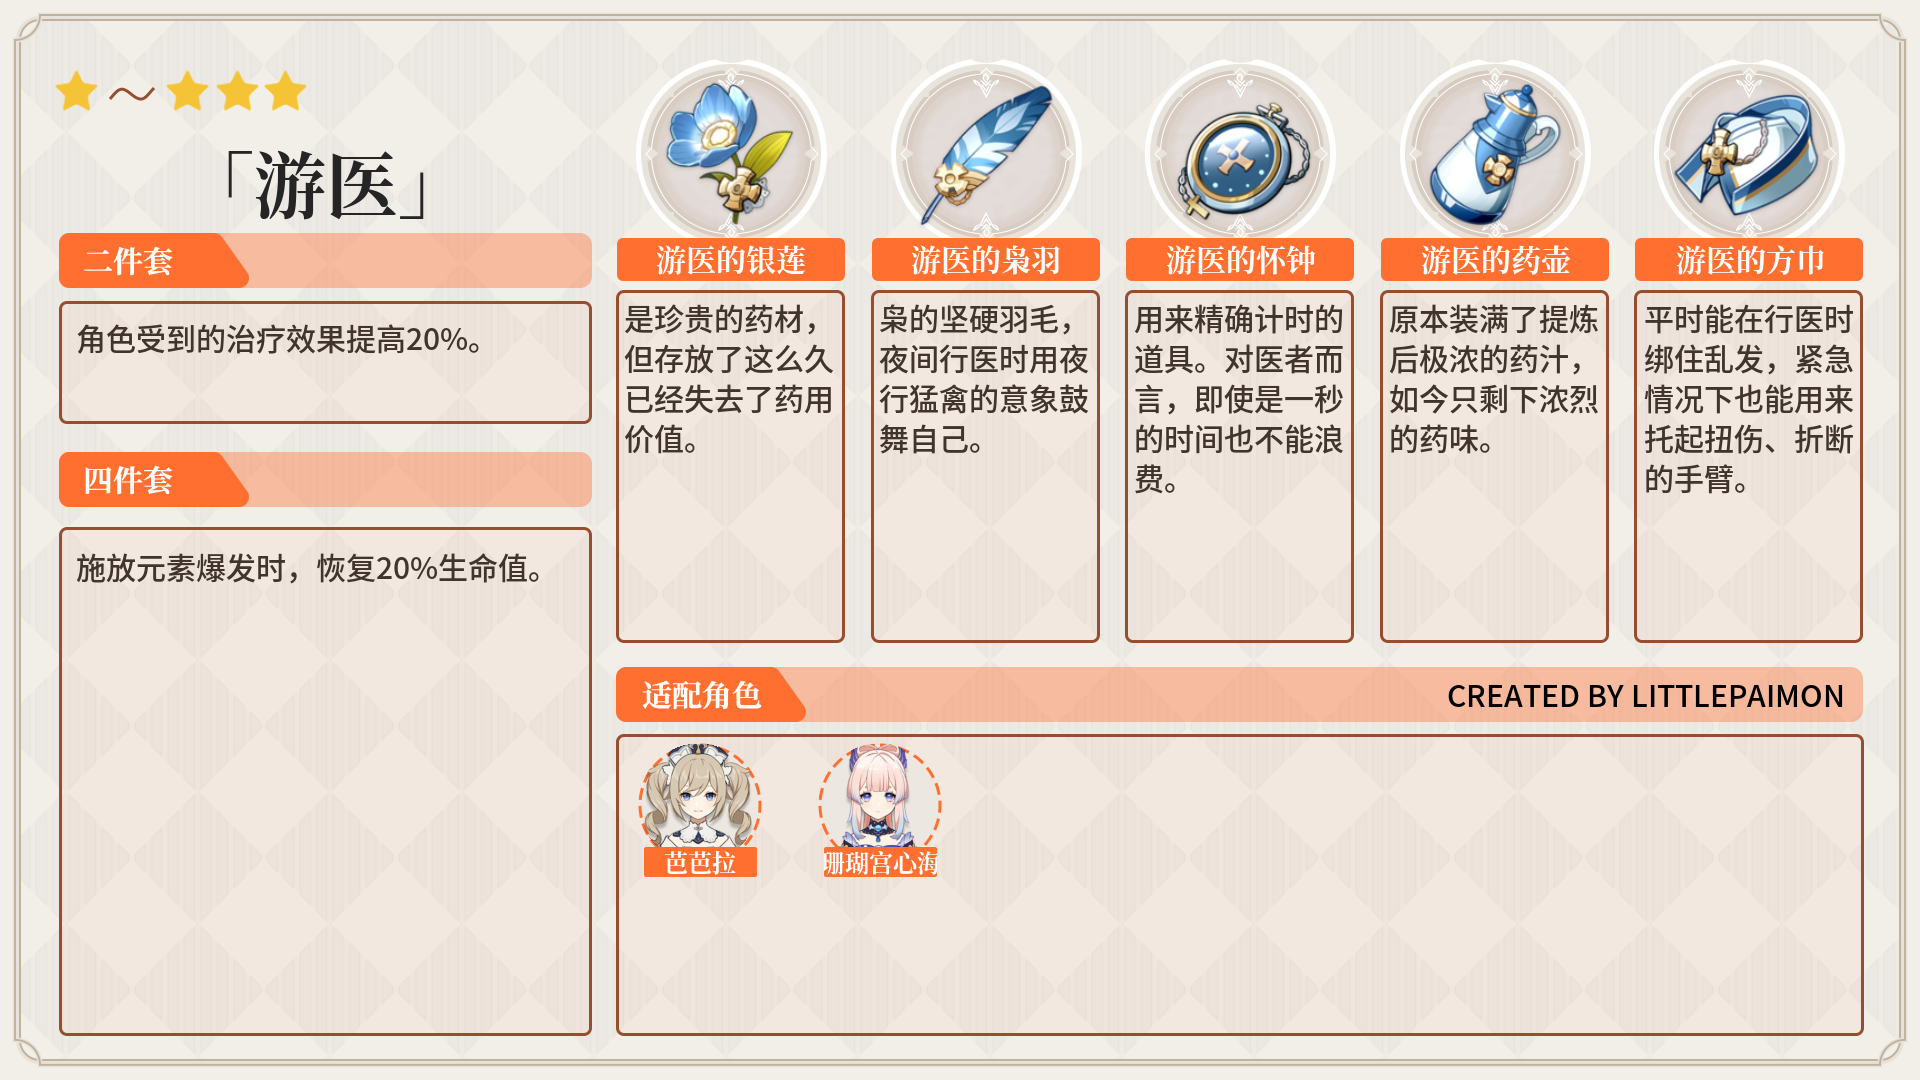 「游医」
二件套
角色受到的治疗效果提高20%。
四件套
施放元素爆发时，恢复20%生命值。
游医的银莲
是珍贵的药材，
但存放了这么久
已经失去了药用
价值。
游医的枭羽
枭的坚硬羽毛，
夜间行医时用夜
行猛禽的意象鼓
舞自己。
游医的怀钟
用来精确计时的
道具。对医者而
言，即使是一秒
的时间也不能浪
费。
游医的药壶
原本装满了提炼
后极浓的药汁，
如今只剩下浓烈
的药味。
游医的方巾
平时能在行医时
绑住乱发，紧急
情况下也能用来
托起扭伤、折断
的手臂。
适配角色
CREATED BY LITTLEPAIMON
芭芭拉
珊瑚宫心海